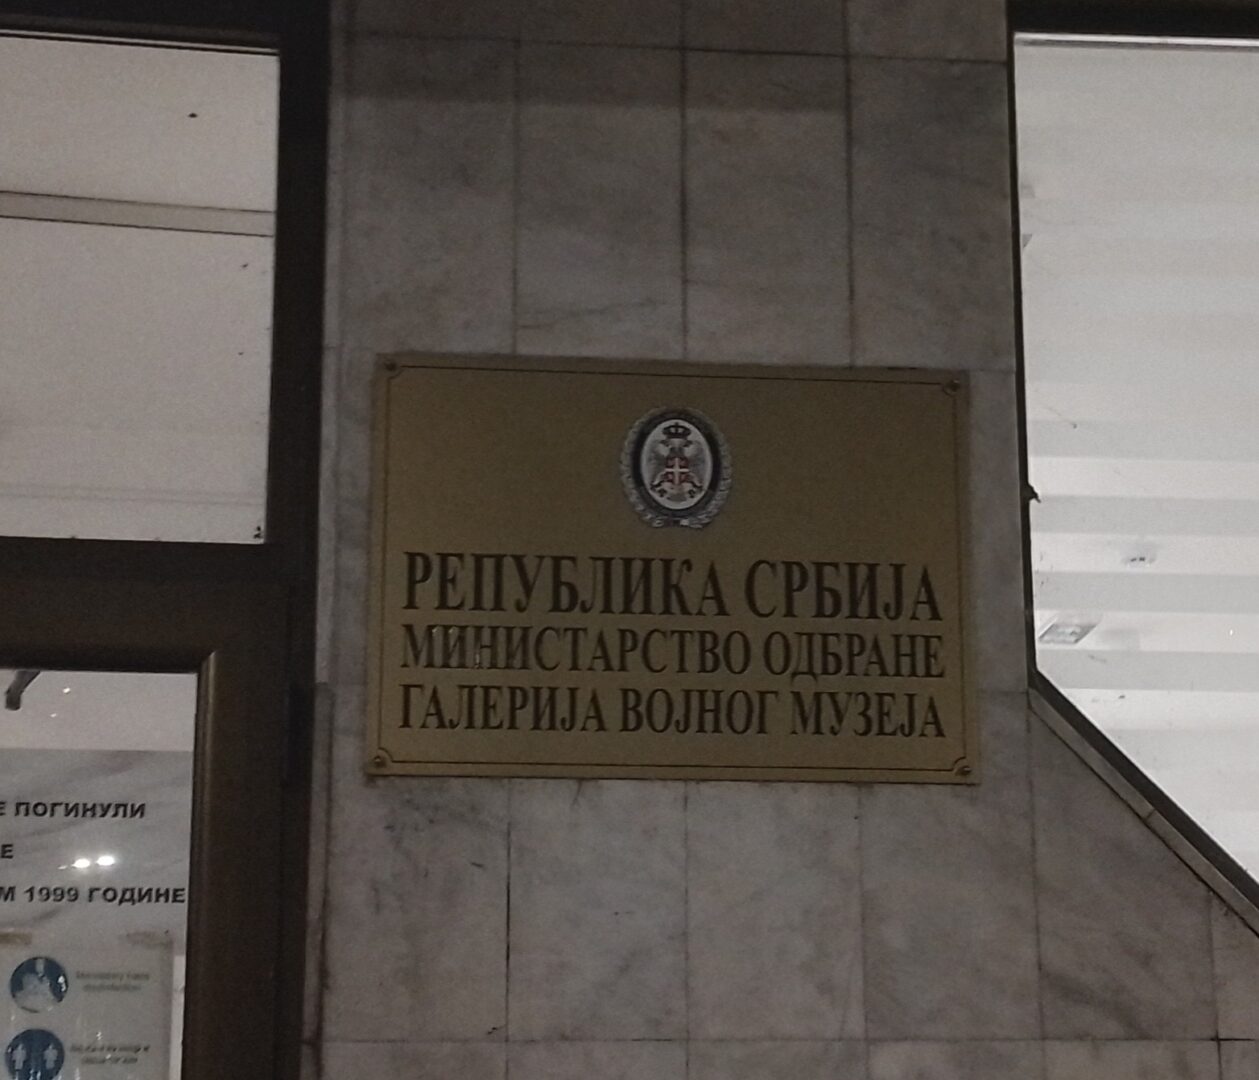 РЕПУБЛИКА СРБИЈА
МИНИСТАРСТВО ОДБРАНЕ
ГАЛЕРИЈА ВОЈНОГ МУЗЕЈА
ПОГИНУЛИ
1999 ГОДИНЕ